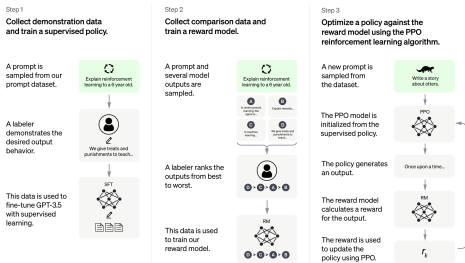 Step 1
Collect demonstration data
and train a supervised policy.
A prompt is
sampled from our
prompt dataset.
Explain reinforcement
learning to a 6 year old.
A labeler
demonstrates the
desired output
behavior.
We give treats and
punishments to teach...
This data is used to
fine-tune GPT-3.5
with supervised
learning.
SFT
Step 2
Collect comparison data and
train a reward model.
A prompt and
several model
outputs are
sampled.
Explain reinforcement
learning to a 6 year old.
A
In reinforcement
learning, the
agent is...
B
Explain rewards...
C
In machine
learning...
D
We give treats and
punishments to
teach...
A labeler ranks the
outputs from best
to worst.
D > C > A > B
This data is used
to train our
reward model.
RM
D > C > A > B
Step 3
Optimize a policy against the
reward model using the PPO
reinforcement learning algorithm.
A new prompt is
sampled from
the dataset.
Write a story
about otters.
The PPO model is
initialized from the
supervised policy.
PPO
The policy generates
an output.
Once upon a time...
The reward model
calculates a reward
for the output.
RM
The reward is used
to update the
policy using PPO.
rk